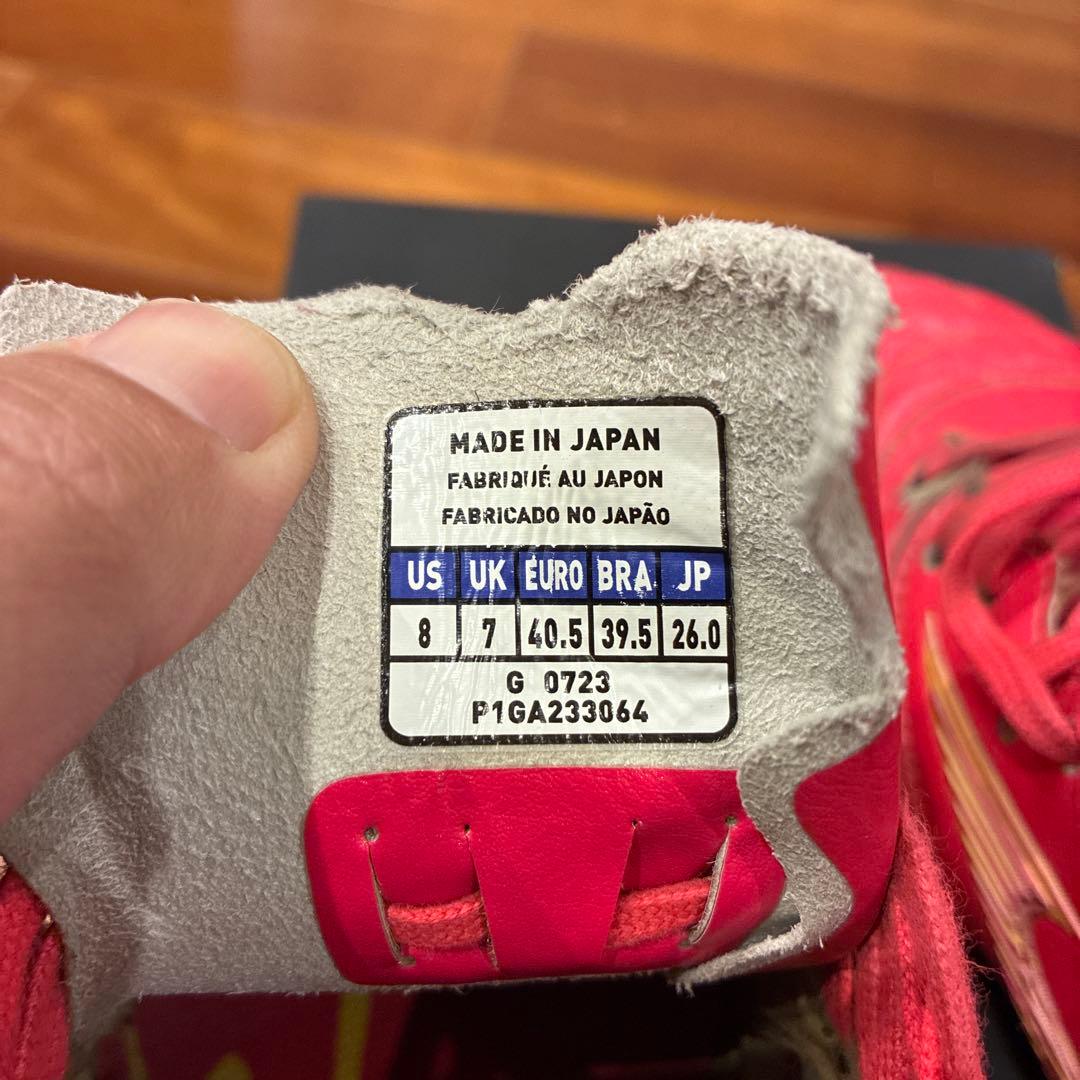 MADE IN JAPAN
FABRIQUÉ AU JAPON
FABRICADO NO JAPÃO
US UK EURO BRA JP
8 7 40.5 39.5 26.0
G 0723
P1GA233064